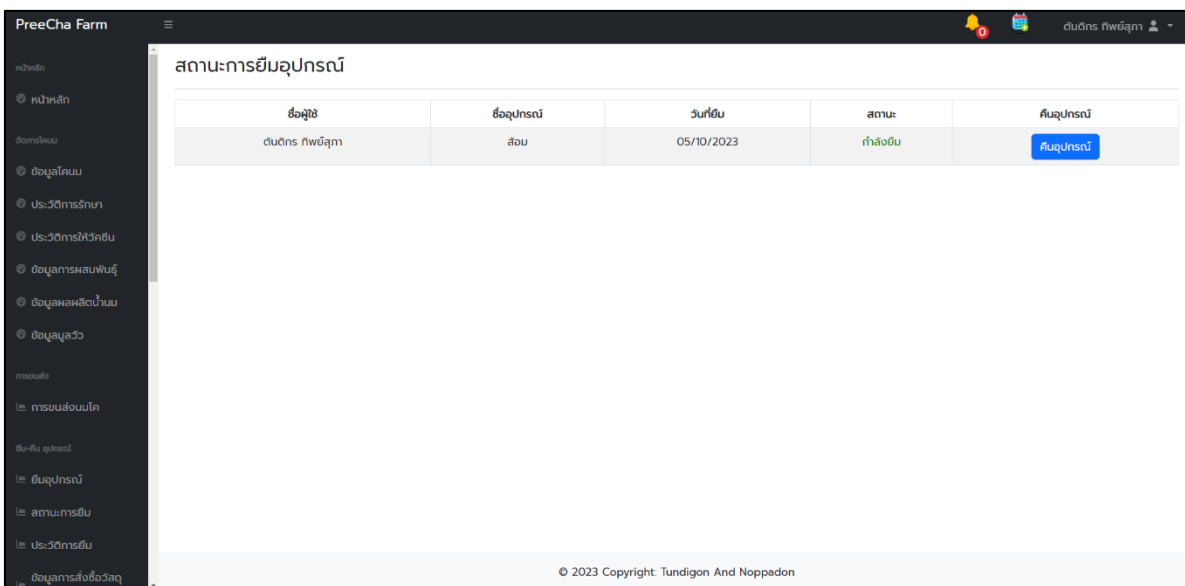 PreeCha Farm
0
ตันดิกร ทิพย์สุภา
หน้าหลัก
หน้าหลัก
จัดการโคนม
ข้อมูลโคนม
ประวัติการรักษา
ประวัติการให้วัคซีน
ข้อมูลการผสมพันธุ์
ข้อมูลผลผลิตน้ำนม
ข้อมูลมูลวัว
การขนส่ง
การขนส่งนมโค
ยืม-คืน อุปกรณ์
ยืมอุปกรณ์
สถานะการยืม
ประวัติการยืม
ข้อมูลการสั่งซื้อวัสดุ
สถานะการยืมอุปกรณ์
ชื่อผู้ใช้ ชื่ออุปกรณ์ วันที่ยืม สถานะ คืนอุปกรณ์
ตันดิกร ทิพย์สุภา ส้อม 05/10/2023 กำลังยืม คืนอุปกรณ์
© 2023 Copyright: Tundigon And Noppadon